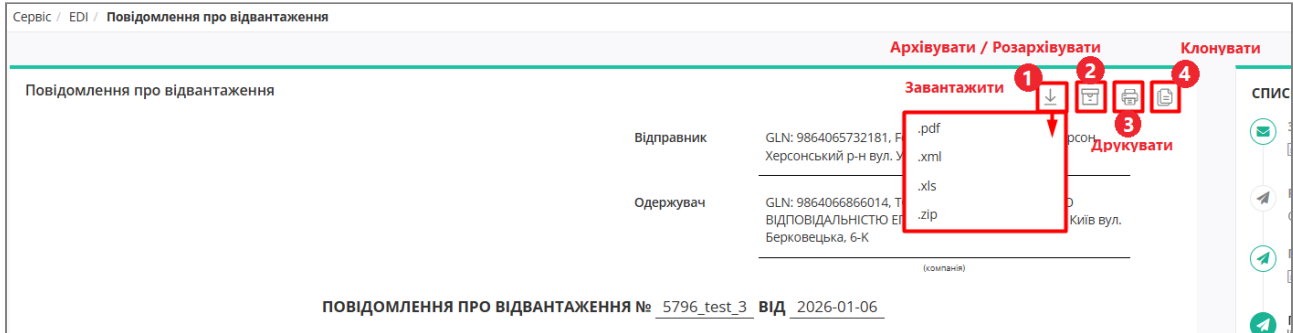 Сервіс / EDI / Повідомлення про відвантаження
Архівувати / Розархівувати
Клонувати
Повідомлення про відвантаження
Завантажити
1
2
3
4
Друкувати
.pdf
.xml
.xls
.zip
Відправник
GLN: 9864065732181,
Херсонський р-н вул.
Одержувач
GLN: 9864066866014,
ВІДПОВІДАЛЬНІСТЮ
Київ вул.
Берковецька, 6-К
(компанія)
ПОВІДОМЛЕННЯ ПРО ВІДВАНТАЖЕННЯ № 5796_test_3 ВІД 2026-01-06